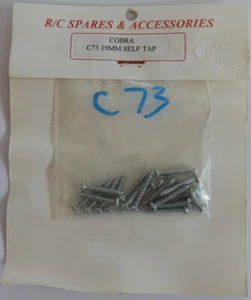 R/C SPARES & ACCESSORIES
COBRA
C73 19MM SELF TAP
C73